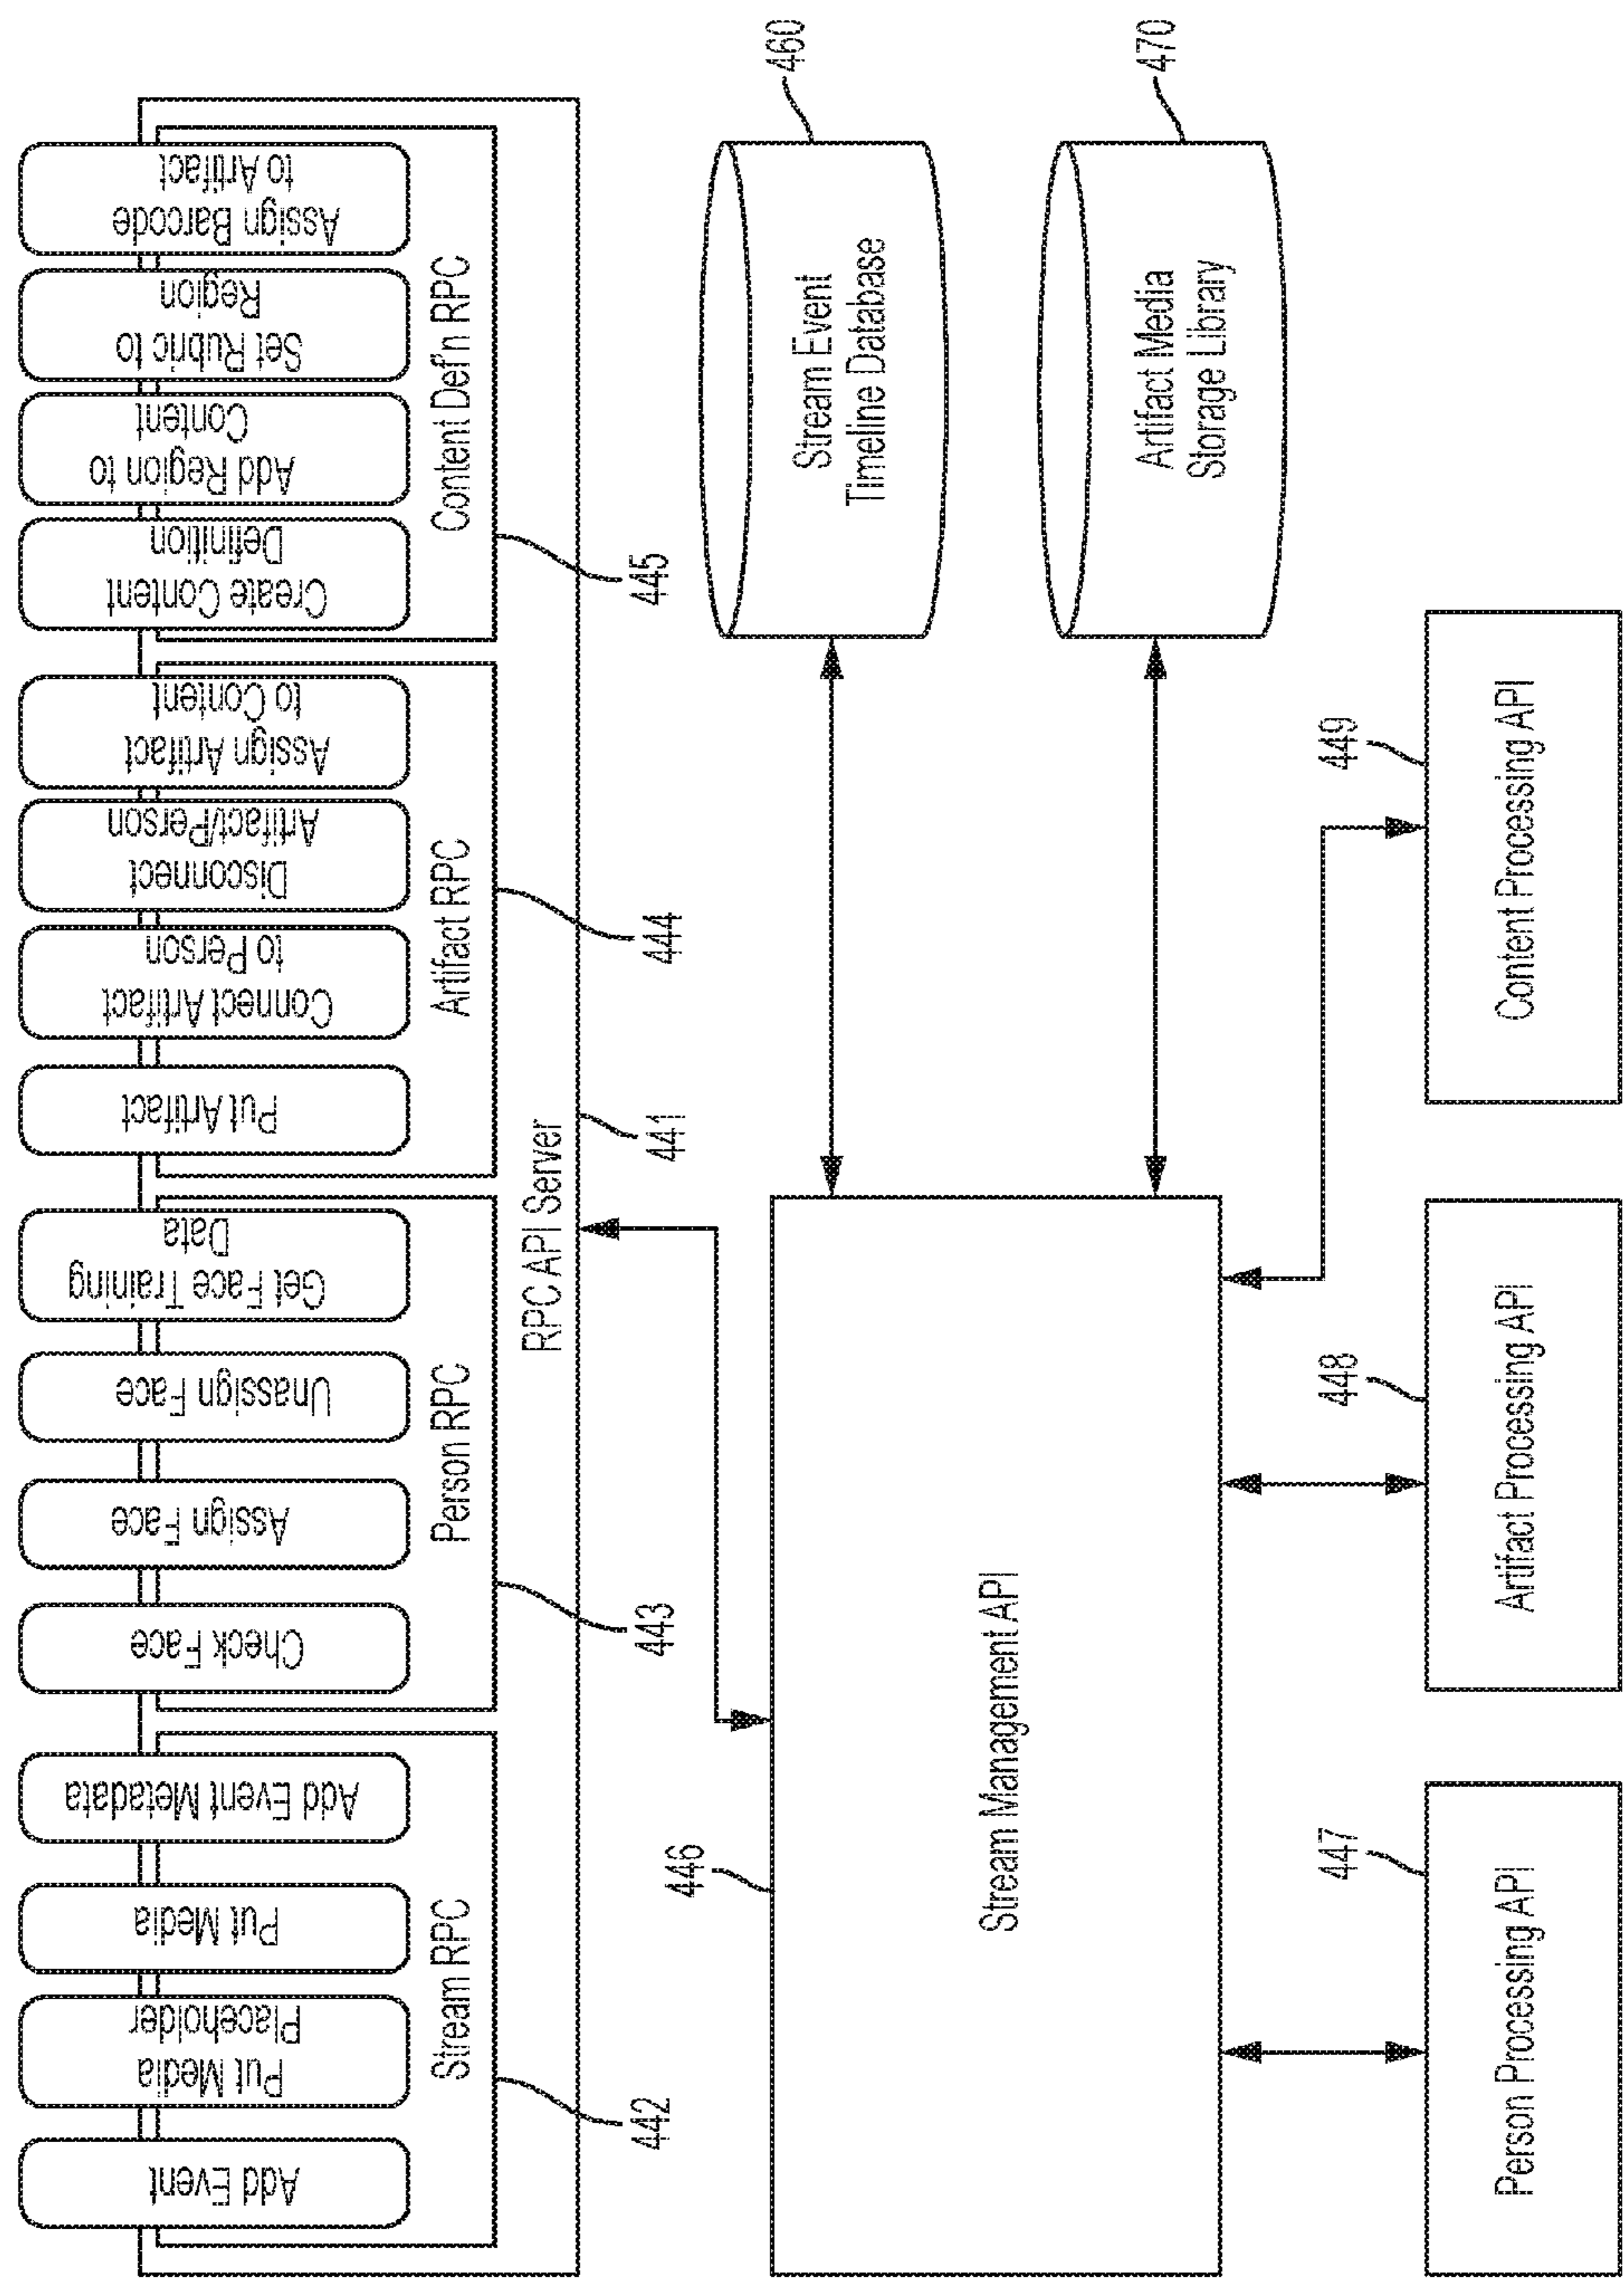 Add Event
Put Media
Placeholder
Put Media
Add Event Metadata
Stream RPC
442
Check Face
Assign Face
Unassign Face
Get Face Training
Data
Person RPC
443
Put Artifact
Connect Artifact
to Person
Disconnect
Artifact/Person
Assign Artifact
to Content
Artifact RPC
444
Create Content
Definition
Add Region to
Content
Set Rubric to
Region
Assign Barcode
to Artifact
Content Def'n RPC
445
RPC API Server
441
446
Stream Management API
Stream Event
Timeline Database
460
Artifact Media
Storage Library
470
447
Person Processing API
448
Artifact Processing API
449
Content Processing API